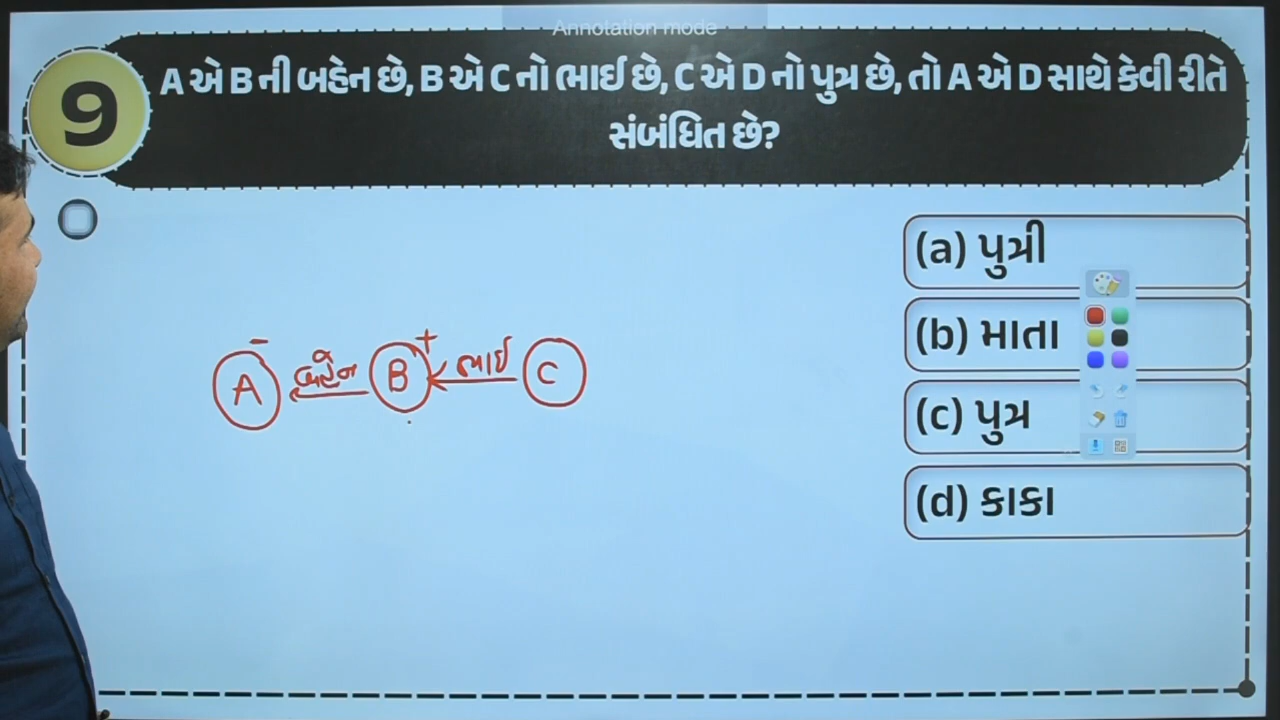 Annotation mode
9
A એ B ની બહેન છે, B એ C નો ભાઈ છે, C એ D નો પુત્ર છે, તો A એ D સાથે કેવી રીતે
સંબંધિત છે?
(a) પુત્રી
(b) માતા
(c) પુત્ર
(d) કાકા
- +
A બહેન B ભાઈ C